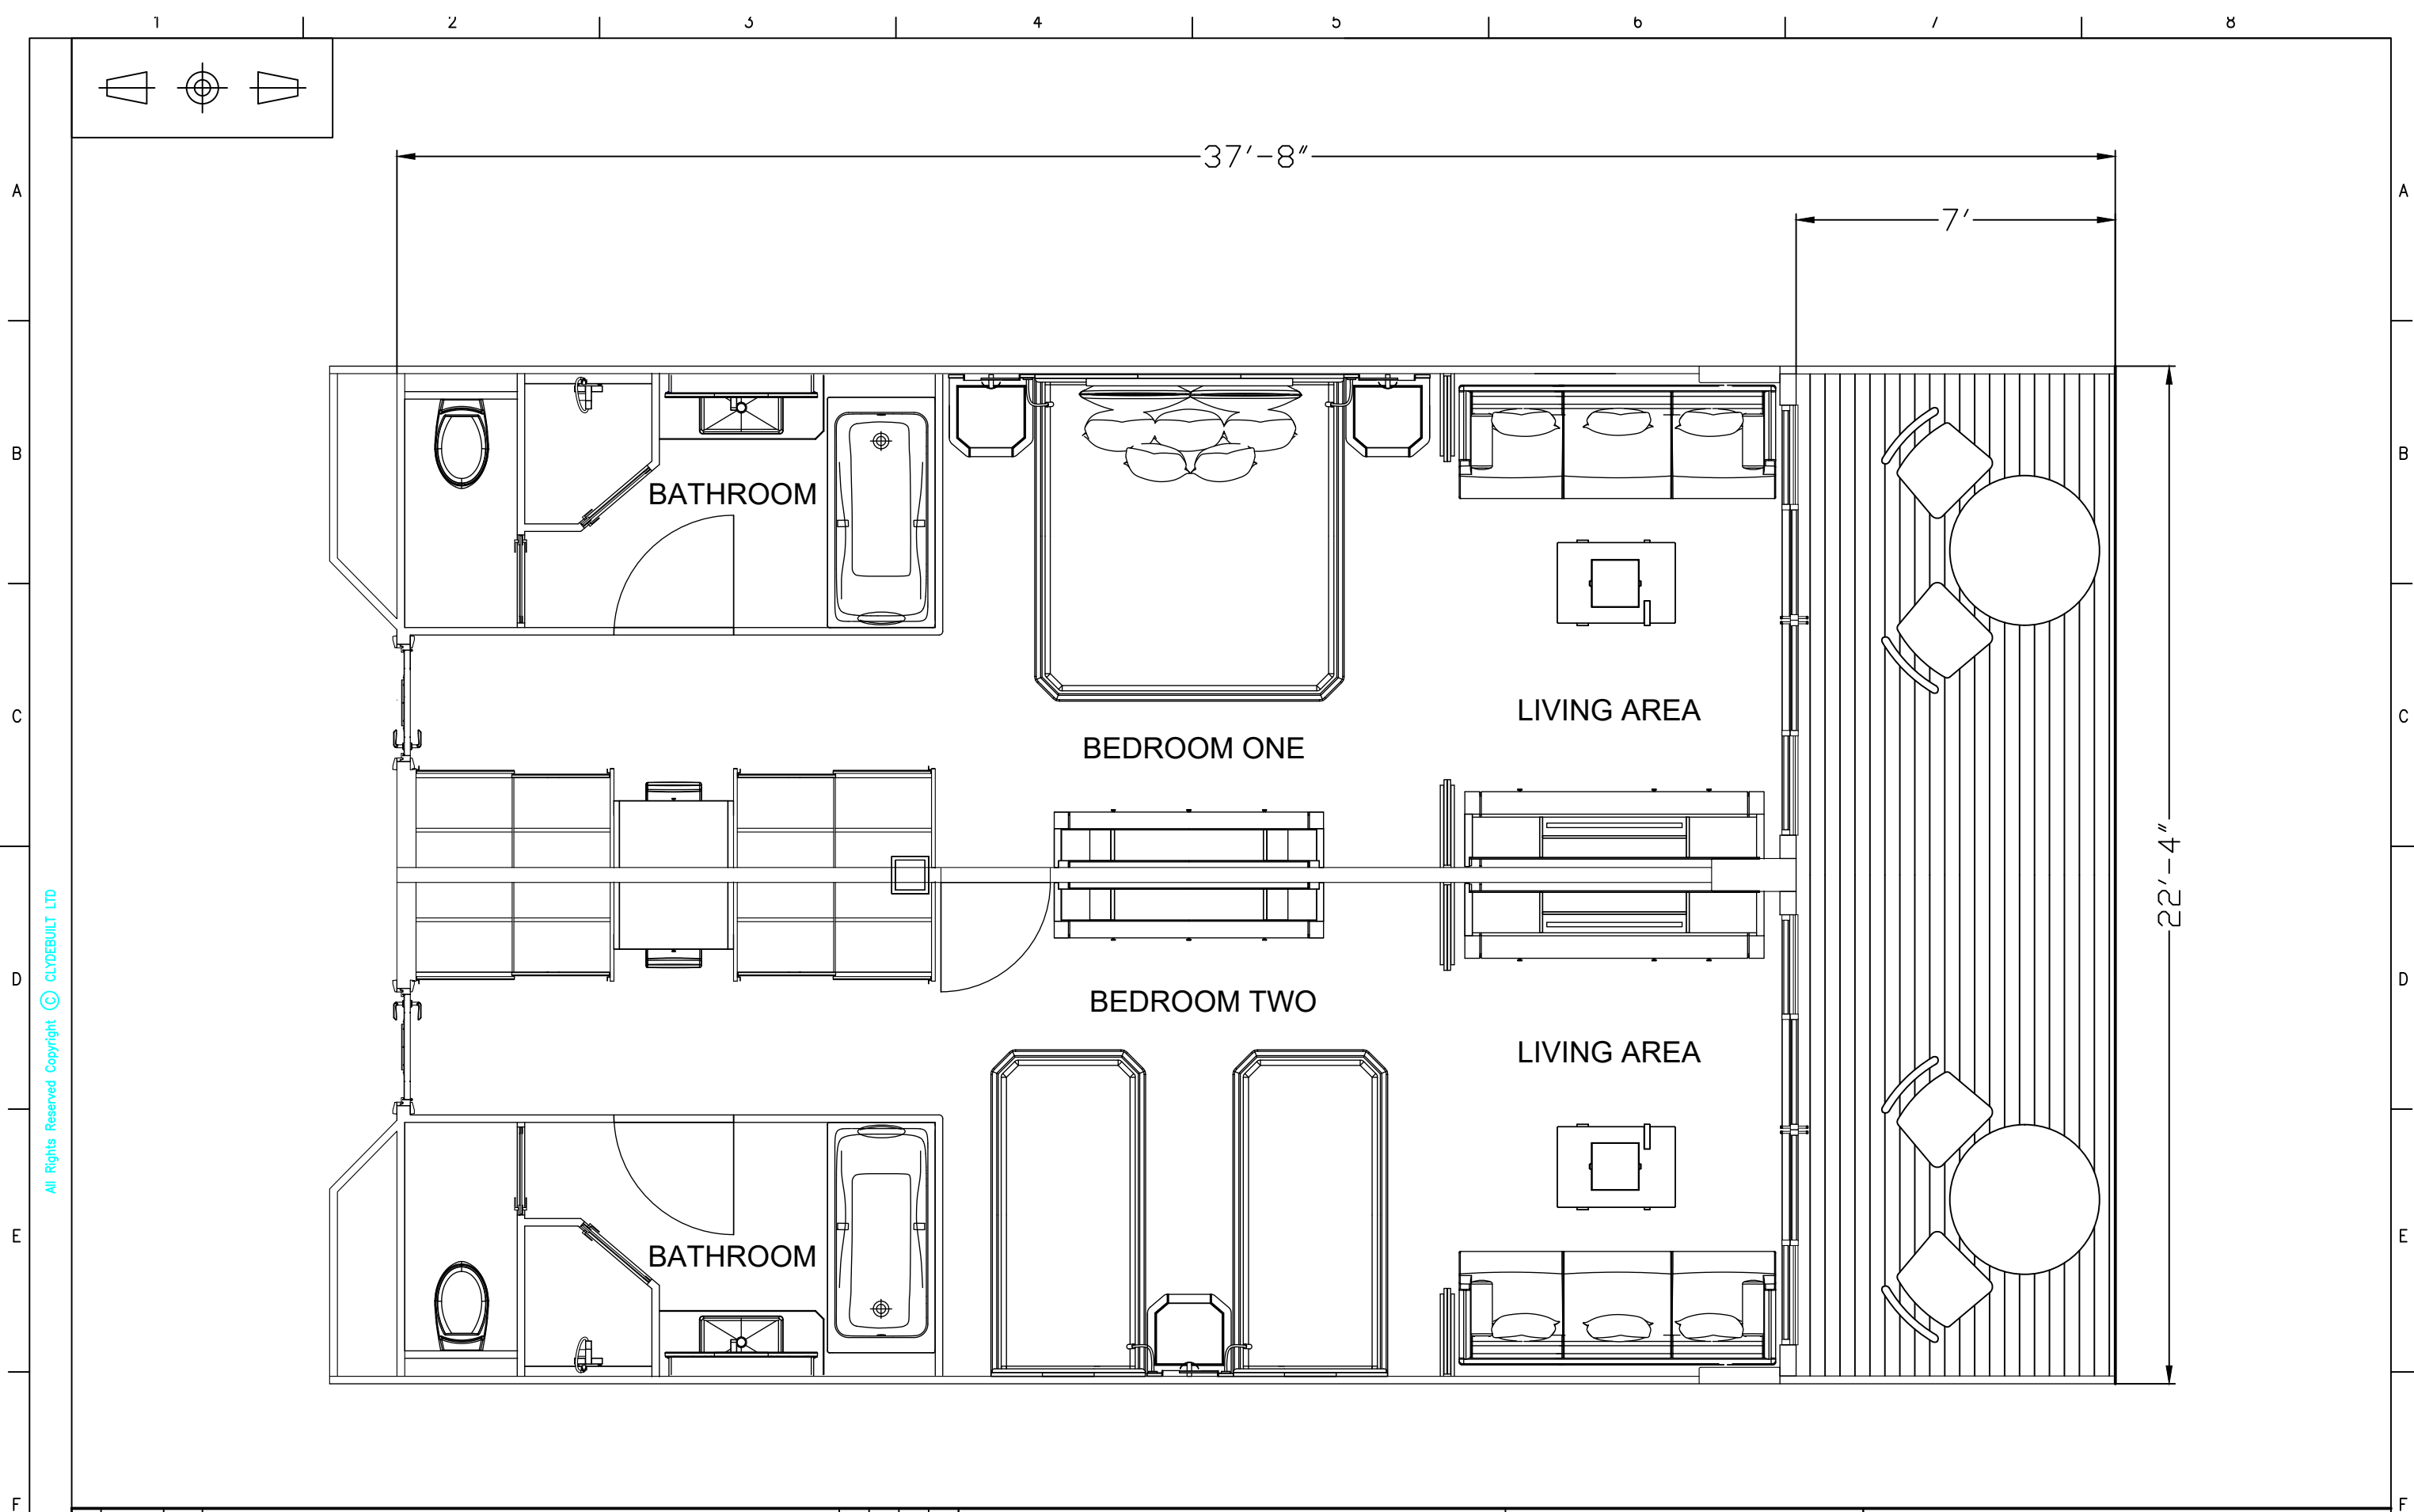 1 2 3 4 5 6 7 8
37'-8"
A A
7'
B B
BATHROOM
C LIVING AREA C
BEDROOM ONE
22'-4"
All Rights Reserved Copyright © CLYDEBUILT LTD
D D
BEDROOM TWO
LIVING AREA
E E
BATHROOM
F F